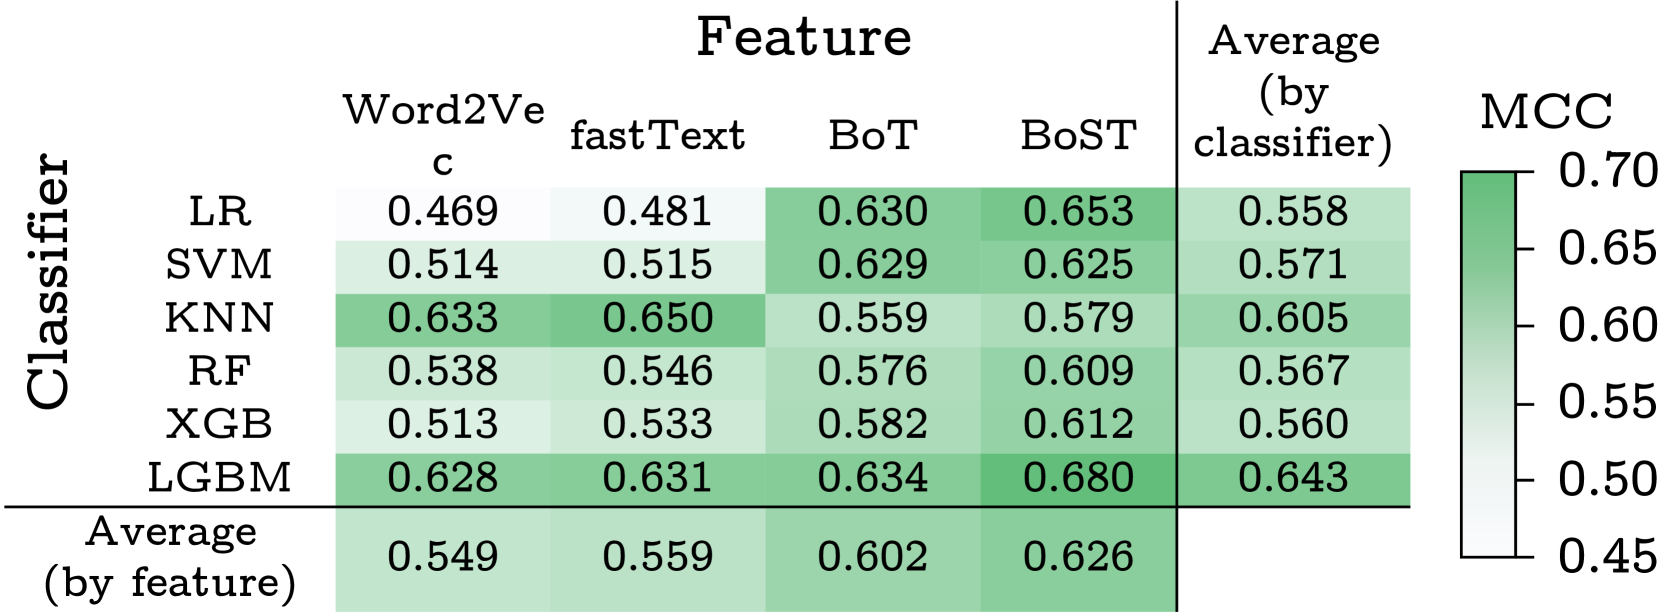 Feature
Average
(by
classifier)
Word2Ve
c
fastText
BoT
BoST
MCC
Classifier
LR 0.469 0.481 0.630 0.653 0.558
SVM 0.514 0.515 0.629 0.625 0.571
KNN 0.633 0.650 0.559 0.579 0.605
RF 0.538 0.546 0.576 0.609 0.567
XGB 0.513 0.533 0.582 0.612 0.560
LGBM 0.628 0.631 0.634 0.680 0.643
Average
(by feature)
0.549 0.559 0.602 0.626
0.70
0.65
0.60
0.55
0.50
0.45